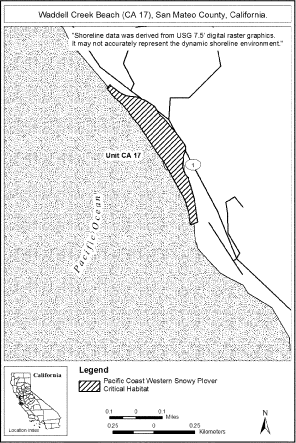 Waddell Creek Beach (CA 17), San Mateo County, California.
"Shoreline data was derived from USG 7.5' digital raster graphics.
It may not accurately represent the dynamic shoreline environment."
Unit CA 17
1
Pacific Ocean
California
Location Index
Legend
Pacific Coast Western Snowy Plover
Critical Habitat
0.1 0 0.1
Miles
0.25 0 0.25
Kilometers
N